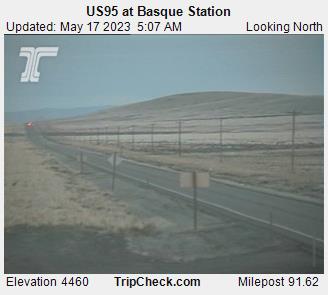 US95 at Basque Station
Updated: May 17 2023 5:07 AM Looking North
Elevation 4460 TripCheck.com Milepost 91.62